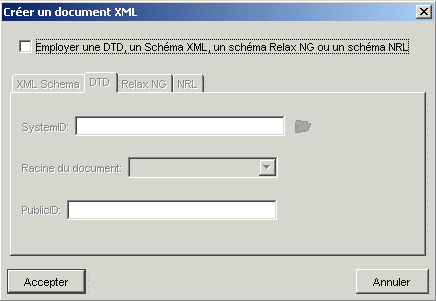 Créer un document XML
Employer une DTD, un Schéma XML, un schéma Relax NG ou un schéma NRL
XML Schema DTD Relax NG NRL
SystemID:
Racine du document:
PublicID:
Accepter Annuler